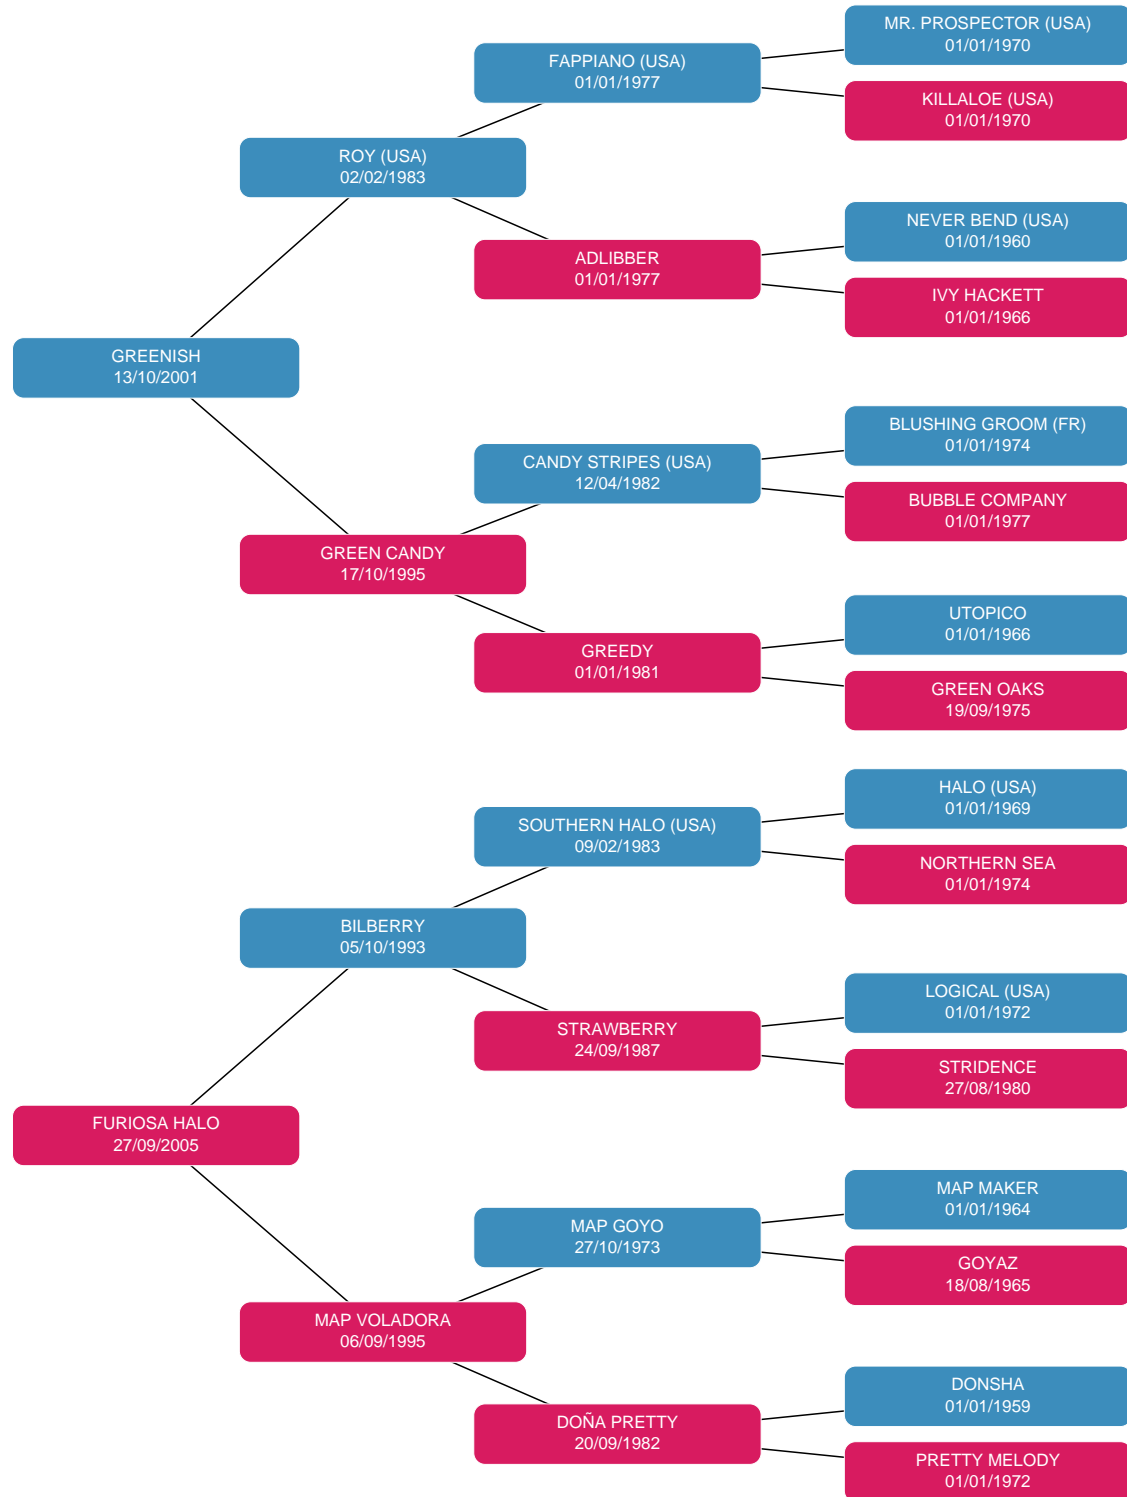 MR. PROSPECTOR (USA)
01/01/1970
FAPPIANO (USA)
01/01/1977
KILLALOE (USA)
01/01/1970
ROY (USA)
02/02/1983
NEVER BEND (USA)
01/01/1960
ADLIBBER
01/01/1977
IVY HACKETT
01/01/1966
GREENISH
13/10/2001
BLUSHING GROOM (FR)
01/01/1974
CANDY STRIPES (USA)
12/04/1982
BUBBLE COMPANY
01/01/1977
GREEN CANDY
17/10/1995
UTOPICO
01/01/1966
GREEDY
01/01/1981
GREEN OAKS
19/09/1975
HALO (USA)
01/01/1969
SOUTHERN HALO (USA)
09/02/1983
NORTHERN SEA
01/01/1974
BILBERRY
05/10/1993
LOGICAL (USA)
01/01/1972
STRAWBERRY
24/09/1987
STRIDENCE
27/08/1980
FURIOSA HALO
27/09/2005
MAP MAKER
01/01/1964
MAP GOYO
27/10/1973
GOYAZ
18/08/1965
MAP VOLADORA
06/09/1995
DONSHA
01/01/1959
DOÑA PRETTY
20/09/1982
PRETTY MELODY
01/01/1972